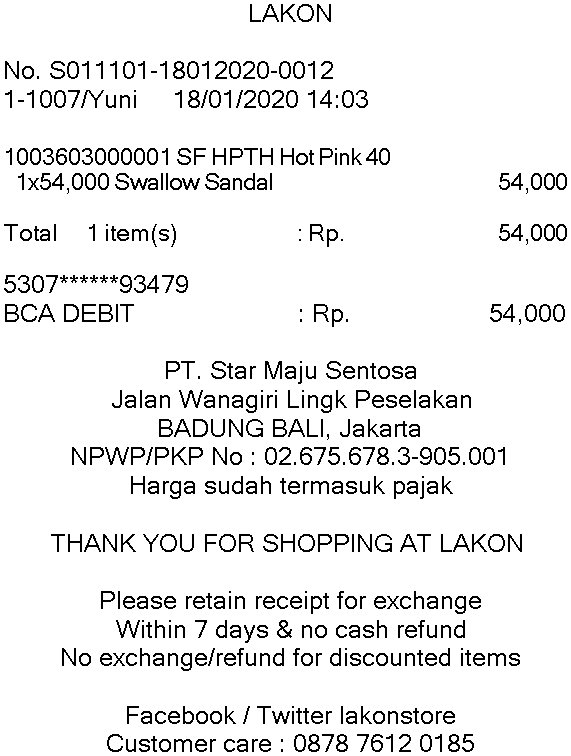 LAKON
No. S011101-18012020-0012
1-1007/Yuni 18/01/2020 14:03
1003603000001 SF HPTH Hot Pink 40
1x54,000 Swallow Sandal 54,000
Total 1 item(s) : Rp. 54,000
5307******93479
BCA DEBIT : Rp. 54,000
PT. Star Maju Sentosa
Jalan Wanagiri Lingk Peselakan
BADUNG BALI, Jakarta
NPWP/PKP No : 02.675.678.3-905.001
Harga sudah termasuk pajak
THANK YOU FOR SHOPPING AT LAKON
Please retain receipt for exchange
Within 7 days & no cash refund
No exchange/refund for discounted items
Facebook / Twitter lakonstore
Customer care : 0878 7612 0185